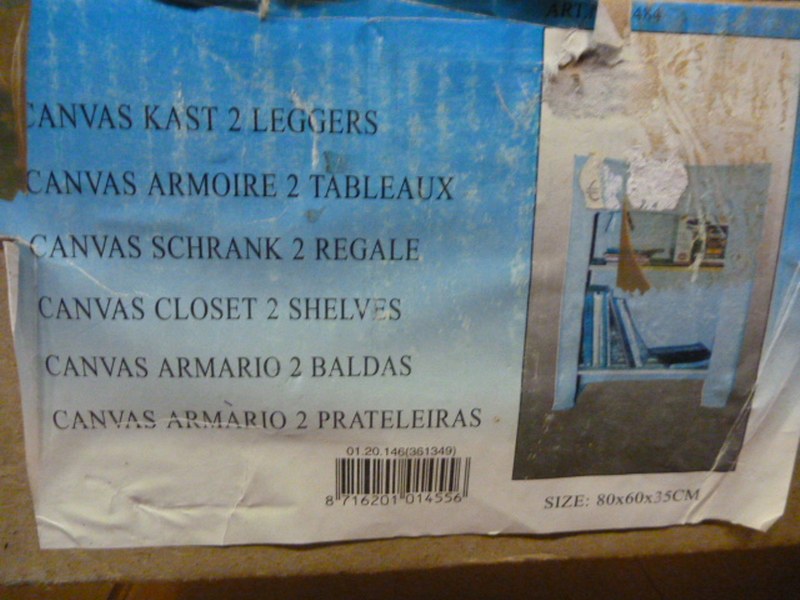 CANVAS KAST 2 LEGGERS
CANVAS ARMOIRE 2 TABLEAUX
CANVAS SCHRANK 2 REGALE
CANVAS CLOSET 2 SHELVES
CANVAS ARMARIO 2 BALDAS
CANVAS ARMÀRIO 2 PRATELEIRAS
01.20.146(361349)
8 716201 014556
SIZE: 80x60x35CM